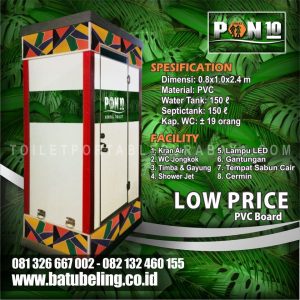 PON 10
SPESIFICATION
Dimensi: 0.8x1.0x2.4 m
Material: PVC
Water Tank: 150 ℓ
Septictank: 150 ℓ
Kap. WC: ± 19 orang
FACILITY
1. Kran Air
2. WC Jongkok
3. Timba & Gayung
4. Shower Jet
5. Lampu LED
6. Gantungan
7. Tempat Sabun Cair
8. Cermin
PON 10
LOW PRICE
PVC Board
081 326 667 002 - 082 132 460 155
www.batubeling.co.id